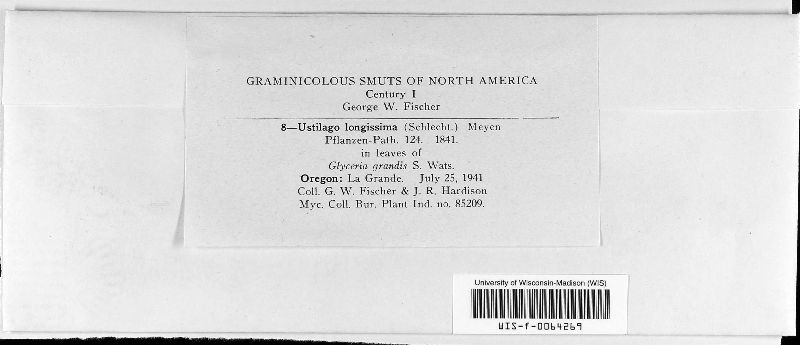 GRAMINICOLOUS SMUTS OF NORTH AMERICA
Century I
George W. Fischer
8—Ustilago longissima (Schlecht.) Meyen
Pflanzen-Path. 124. 1841.
in leaves of
Glyceria grandis S. Wats.
Oregon: La Grande. July 25, 1941
Coll. G. W. Fischer & J. R. Hardison
Myc. Coll. Bur. Plant Ind. no. 85209.
University of Wisconsin-Madison (WIS)
WIS-f-0064269